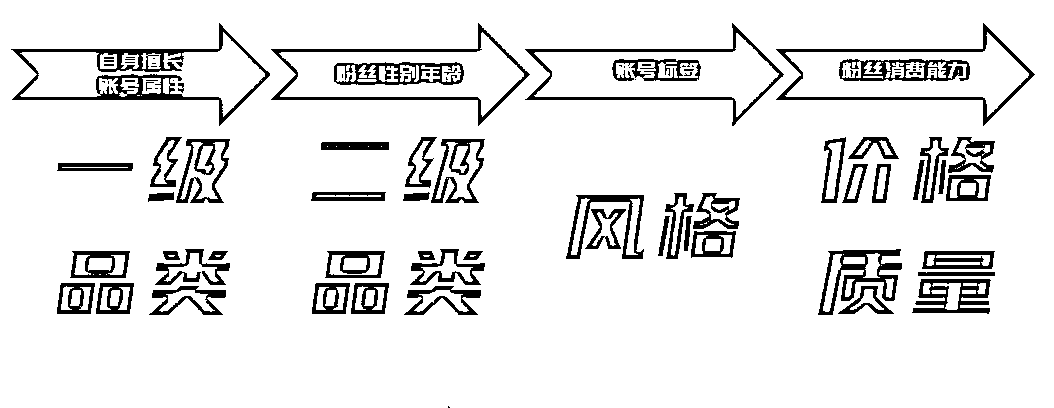 自身擅长
账号属性
粉丝性别年龄
账号标签
粉丝消费能力
一级
品类
二级
品类
风格
价格
质量